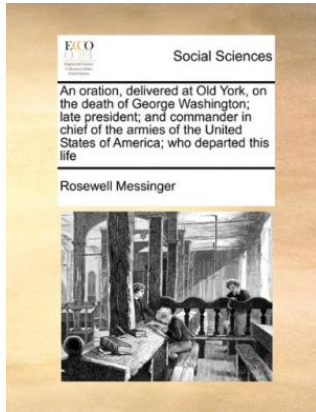 ECCO
Social Sciences
An oration, delivered at Old York, on
the death of George Washington;
late president; and commander in
chief of the armies of the United
States of America; who departed this
life
Rosewell Messinger